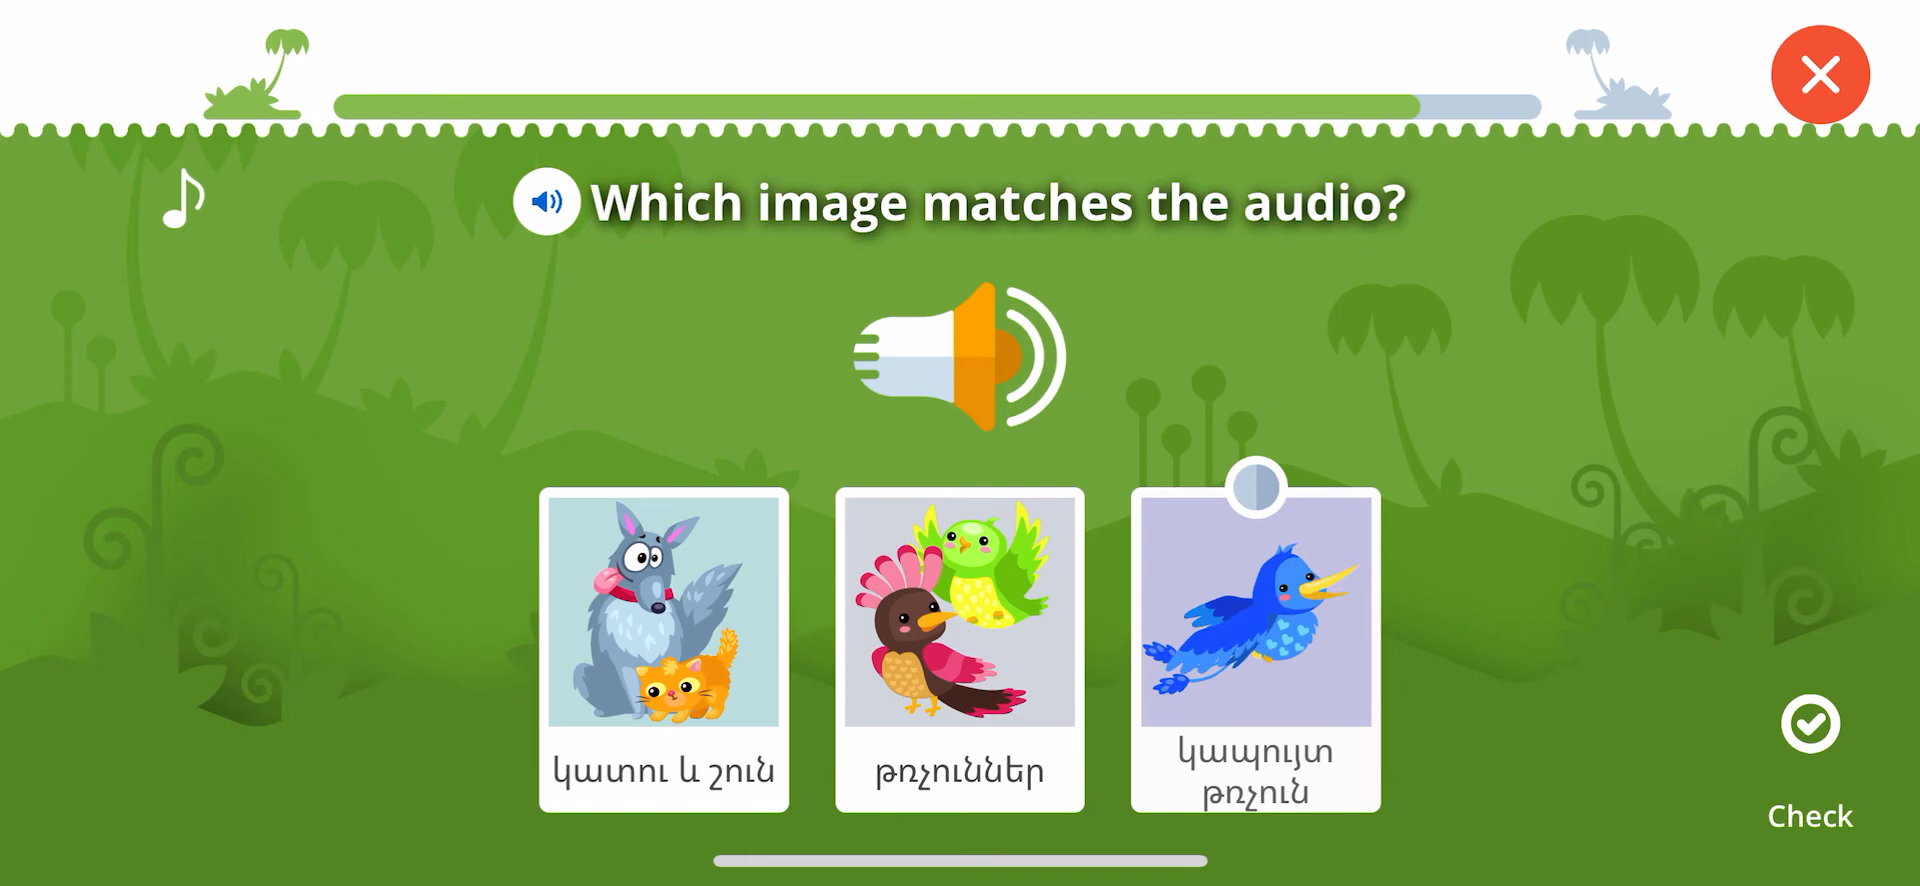 Which image matches the audio?
կատու և շուն
թռչուններ
կապույտ
թռչուն
Check